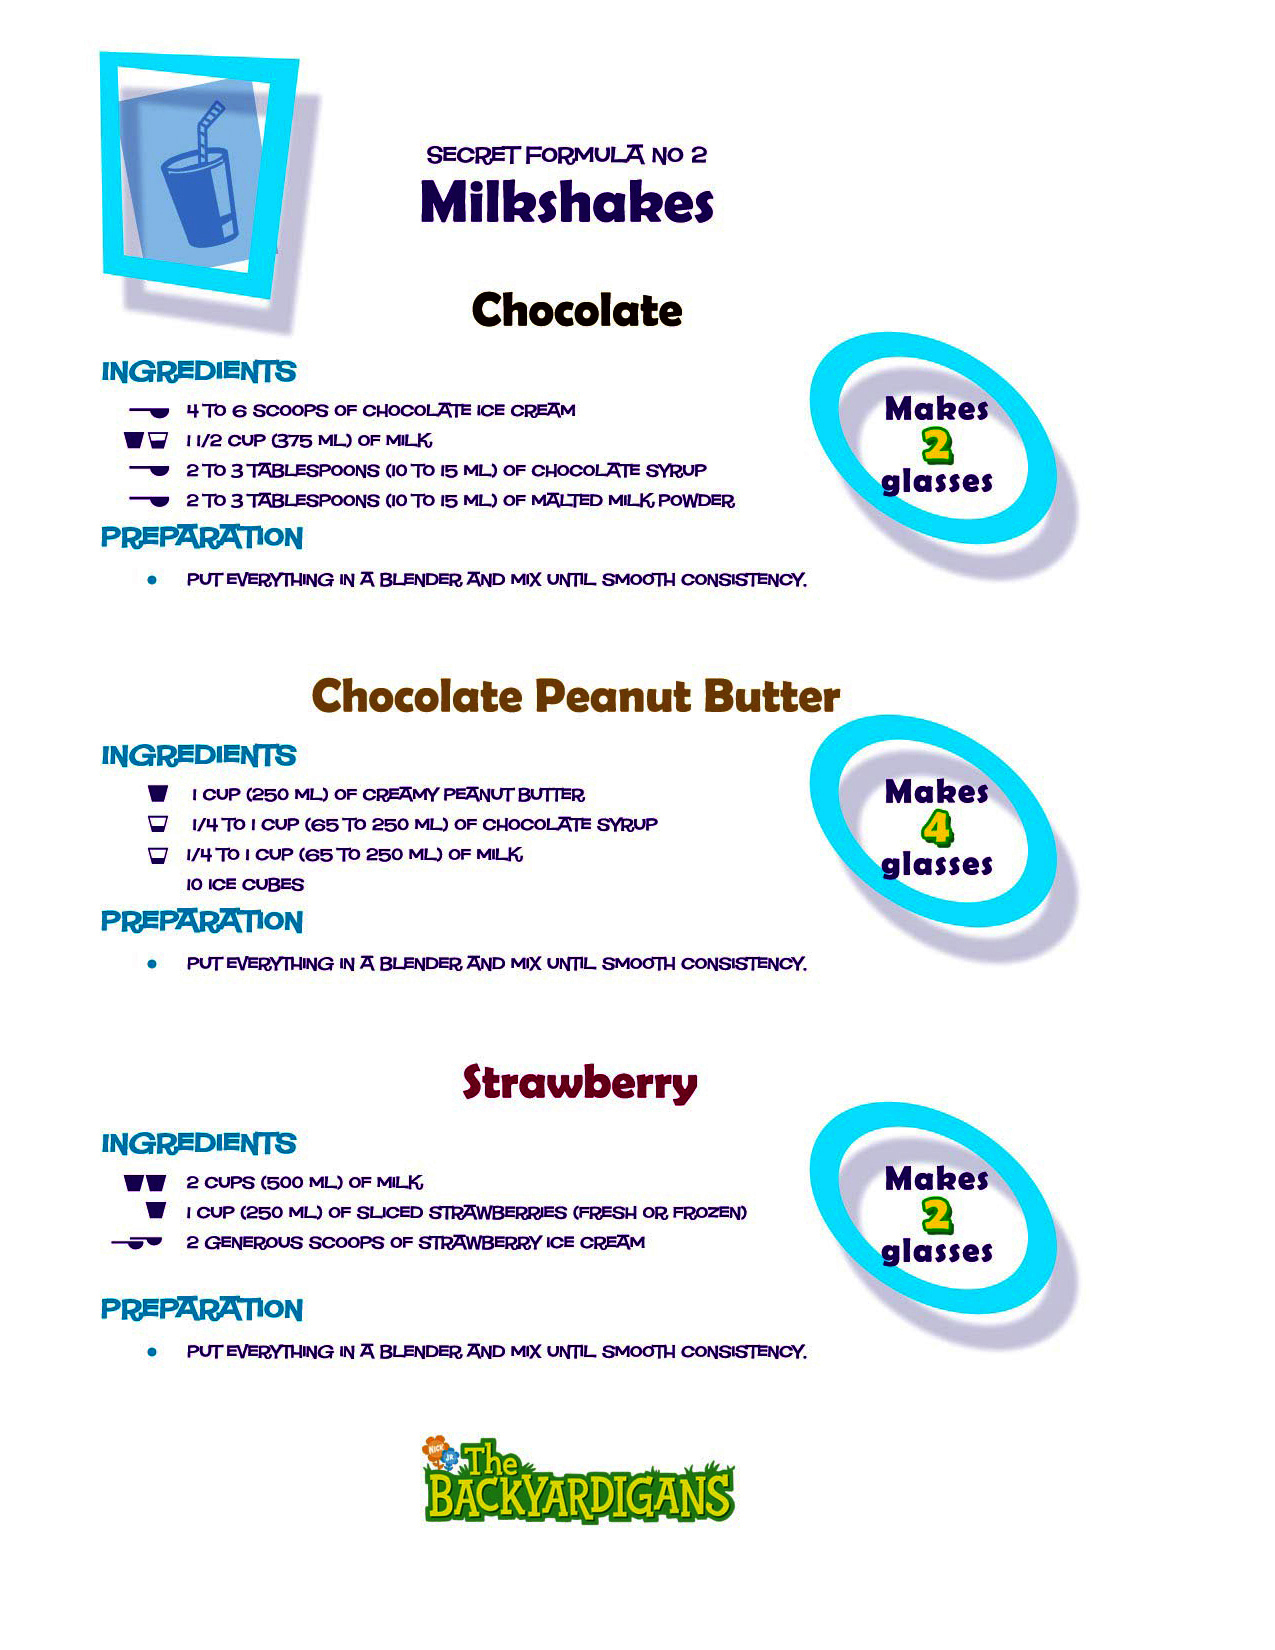 SECRET FORMULA NO 2
Milkshakes
Chocolate
INGREDIENTS
4 TO 6 SCOOPS OF CHOCOLATE ICE CREAM
1 1/2 CUP (375 ML) OF MILK
2 TO 3 TABLESPOONS (10 TO 15 ML) OF CHOCOLATE SYRUP
2 TO 3 TABLESPOONS (10 TO 15 ML) OF MALTED MILK POWDER
Makes
2
glasses
PREPARATION
• PUT EVERYTHING IN A BLENDER AND MIX UNTIL SMOOTH CONSISTENCY.
Chocolate Peanut Butter
INGREDIENTS
1 CUP (250 ML) OF CREAMY PEANUT BUTTER
1/4 TO 1 CUP (65 TO 250 ML) OF CHOCOLATE SYRUP
1/4 TO 1 CUP (65 TO 250 ML) OF MILK
10 ICE CUBES
Makes
4
glasses
PREPARATION
• PUT EVERYTHING IN A BLENDER AND MIX UNTIL SMOOTH CONSISTENCY.
Strawberry
INGREDIENTS
2 CUPS (500 ML) OF MILK
1 CUP (250 ML) OF SLICED STRAWBERRIES (FRESH OR FROZEN)
2 GENEROUS SCOOPS OF STRAWBERRY ICE CREAM
Makes
2
glasses
PREPARATION
• PUT EVERYTHING IN A BLENDER AND MIX UNTIL SMOOTH CONSISTENCY.
NICK JR
The
BACKYARDIGANS